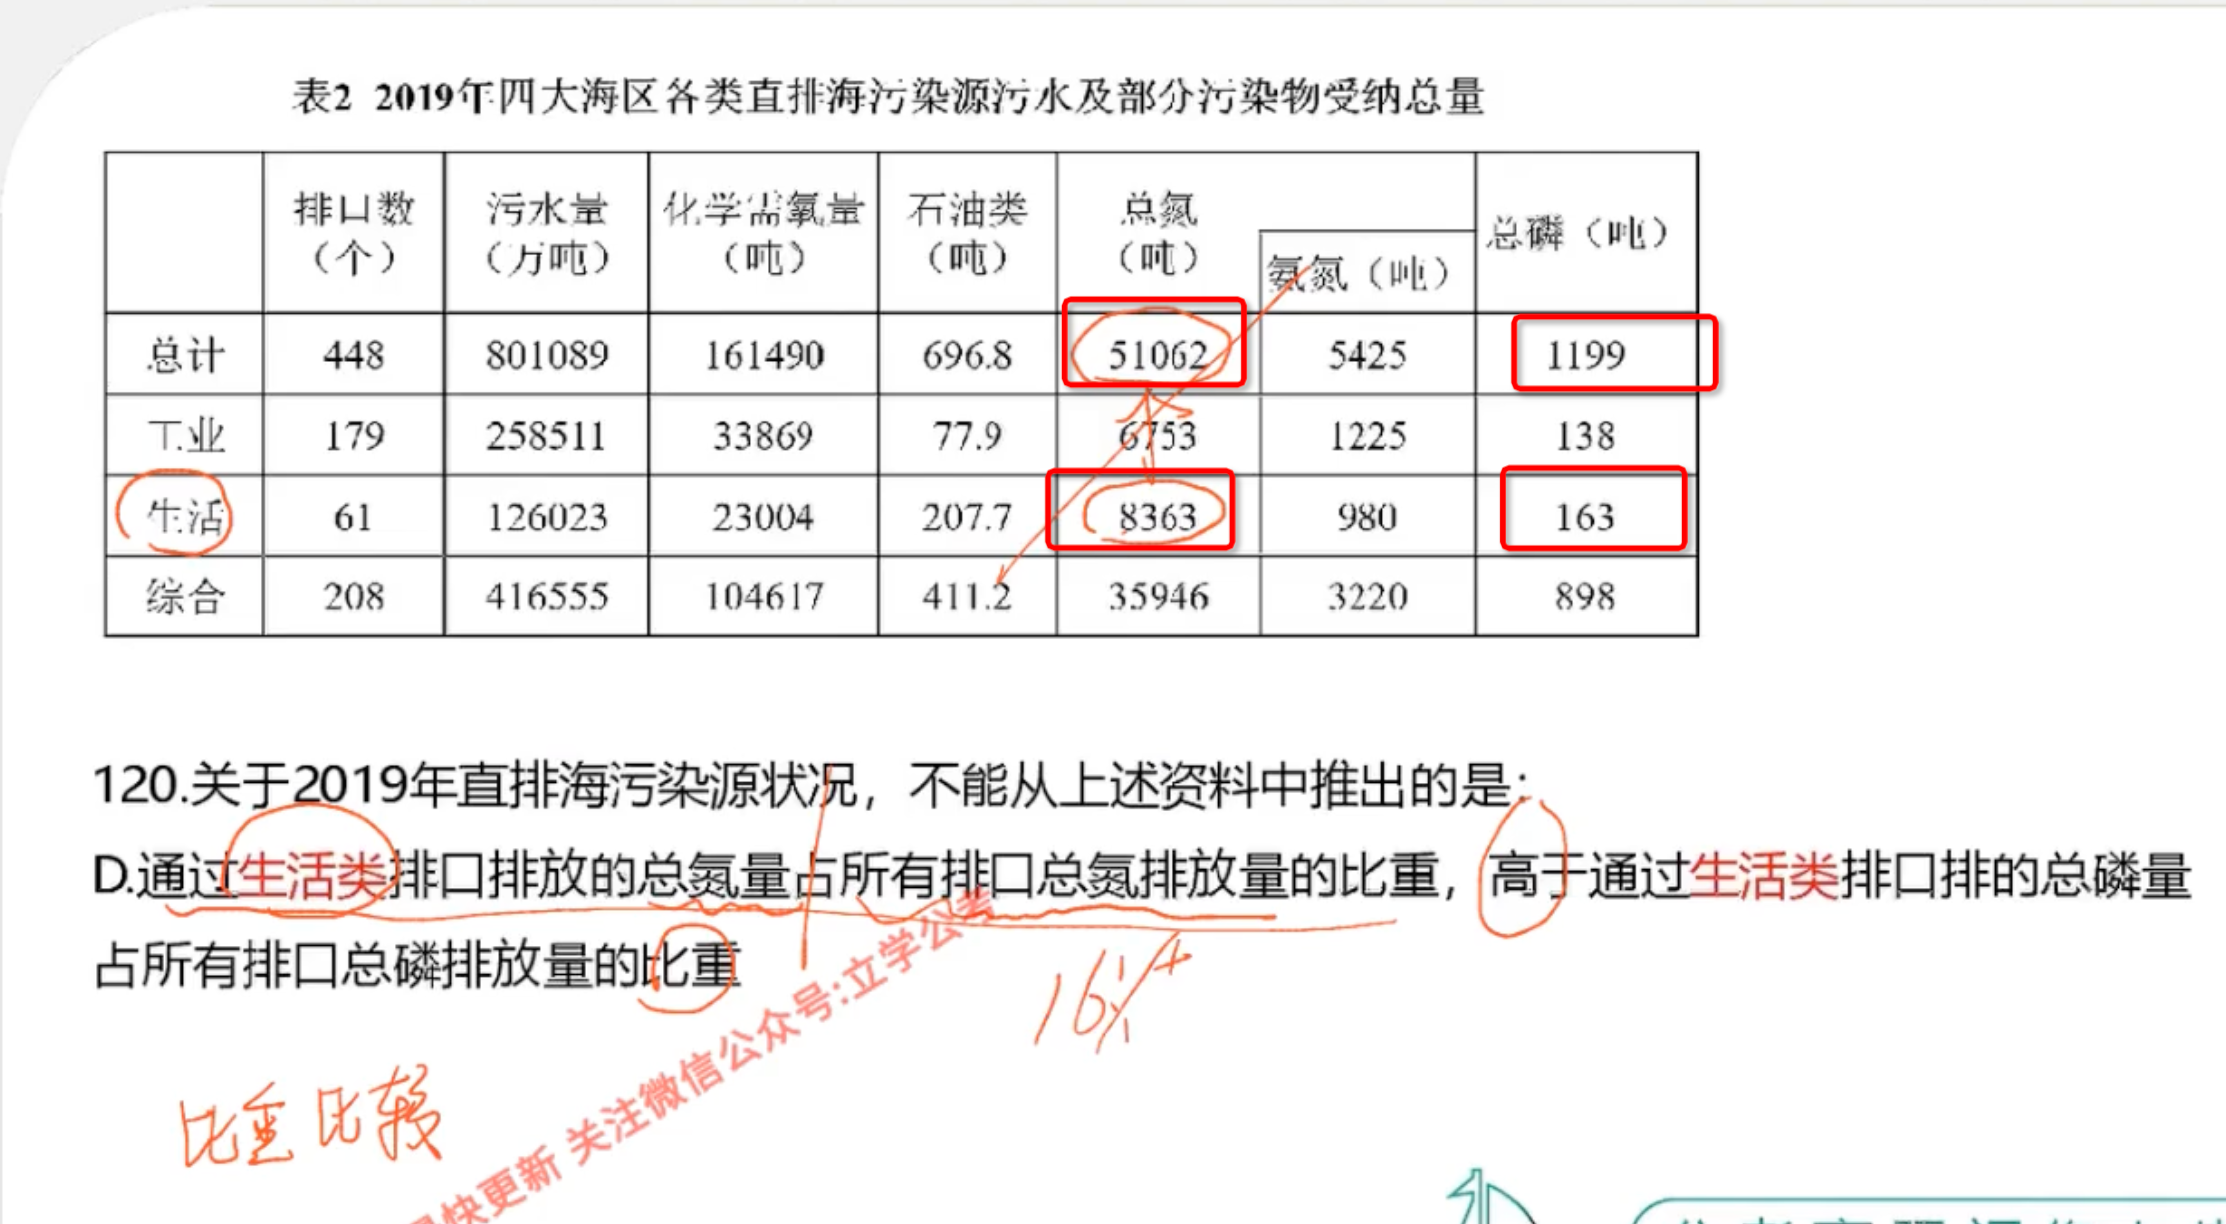 表2 2019年四大海区各类直排海污染源污水及部分污染物受纳总量
排口数（个） 污水量（万吨） 化学需氧量（吨） 石油类（吨） 总氮（吨） 氨氮（吨） 总磷（吨）
总计 448 801089 161490 696.8 51062 5425 1199
工业 179 258511 33869 77.9 6753 1225 138
生活 61 126023 23004 207.7 8363 980 163
综合 208 416555 104617 411.2 35946 3220 898
120.关于2019年直排海污染源状况，不能从上述资料中推出的是：
D.通过生活类排口排放的总氮量占所有排口总氮排放量的比重，高于通过生活类排口排的总磷量
占所有排口总磷排放量的比重
16%+
比重比较
快更新 关注微信公众号:立学公考